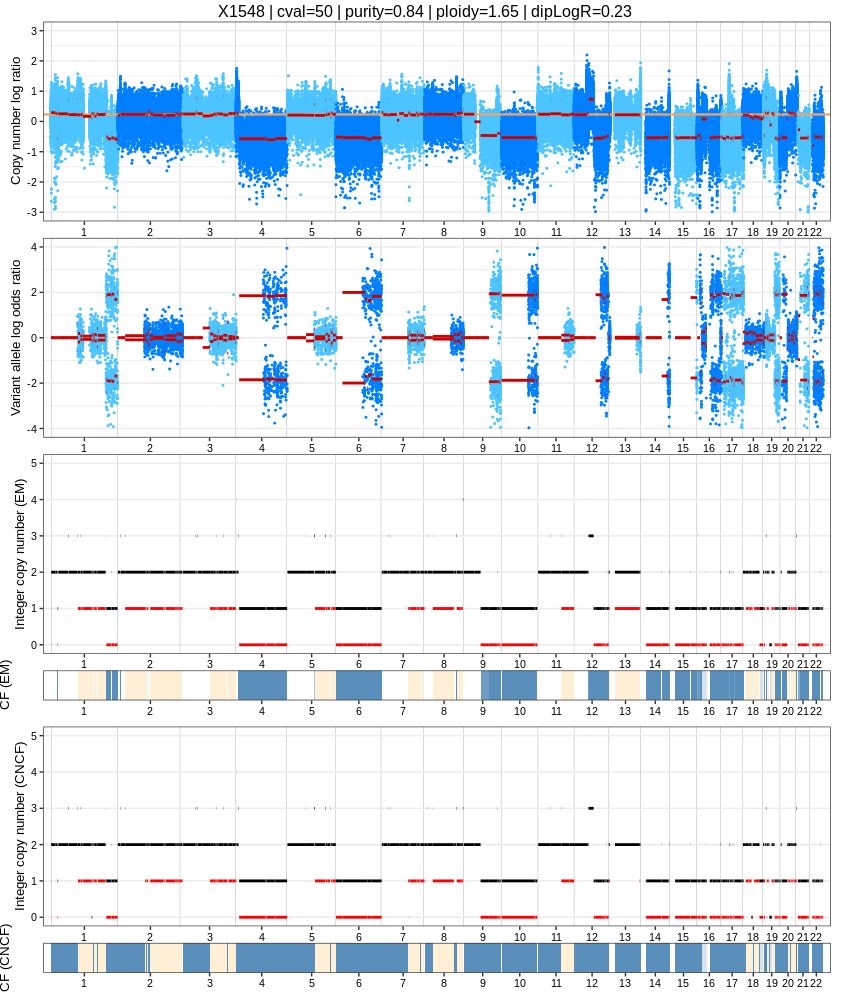 X1548 | cval=50 | purity=0.84 | ploidy=1.65 | dipLogR=0.23
Copy number log ratio
3
2
1
0
-1
-2
-3
1 2 3 4 5 6 7 8 9 10 11 12 13 14 15 16 17 18 19 20 21 22
Variant allele log odds ratio
4
2
0
-2
-4
1 2 3 4 5 6 7 8 9 10 11 12 13 14 15 16 17 18 19 20 21 22
Integer copy number (EM)
5
4
3
2
1
0
1 2 3 4 5 6 7 8 9 10 11 12 13 14 15 16 17 18 19 20 21 22
CF (EM)
1 2 3 4 5 6 7 8 9 10 11 12 13 14 15 16 17 18 19 20 21 22
Integer copy number (CNCF)
5
4
3
2
1
0
1 2 3 4 5 6 7 8 9 10 11 12 13 14 15 16 17 18 19 20 21 22
CF (CNCF)
1 2 3 4 5 6 7 8 9 10 11 12 13 14 15 16 17 18 19 20 21 22